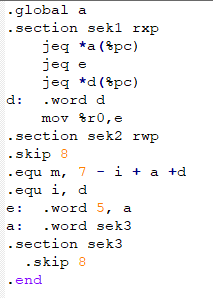 .global a
.section sek1 rxp
jeq *a(%pc)
jeq e
jeq *d(%pc)
d: .word d
mov %r0,e
.section sek2 rwp
.skip 8
.equ m, 7 - i + a +d
.equ i, d
e: .word 5, a
a: .word sek3
.section sek3
.skip 8
.end